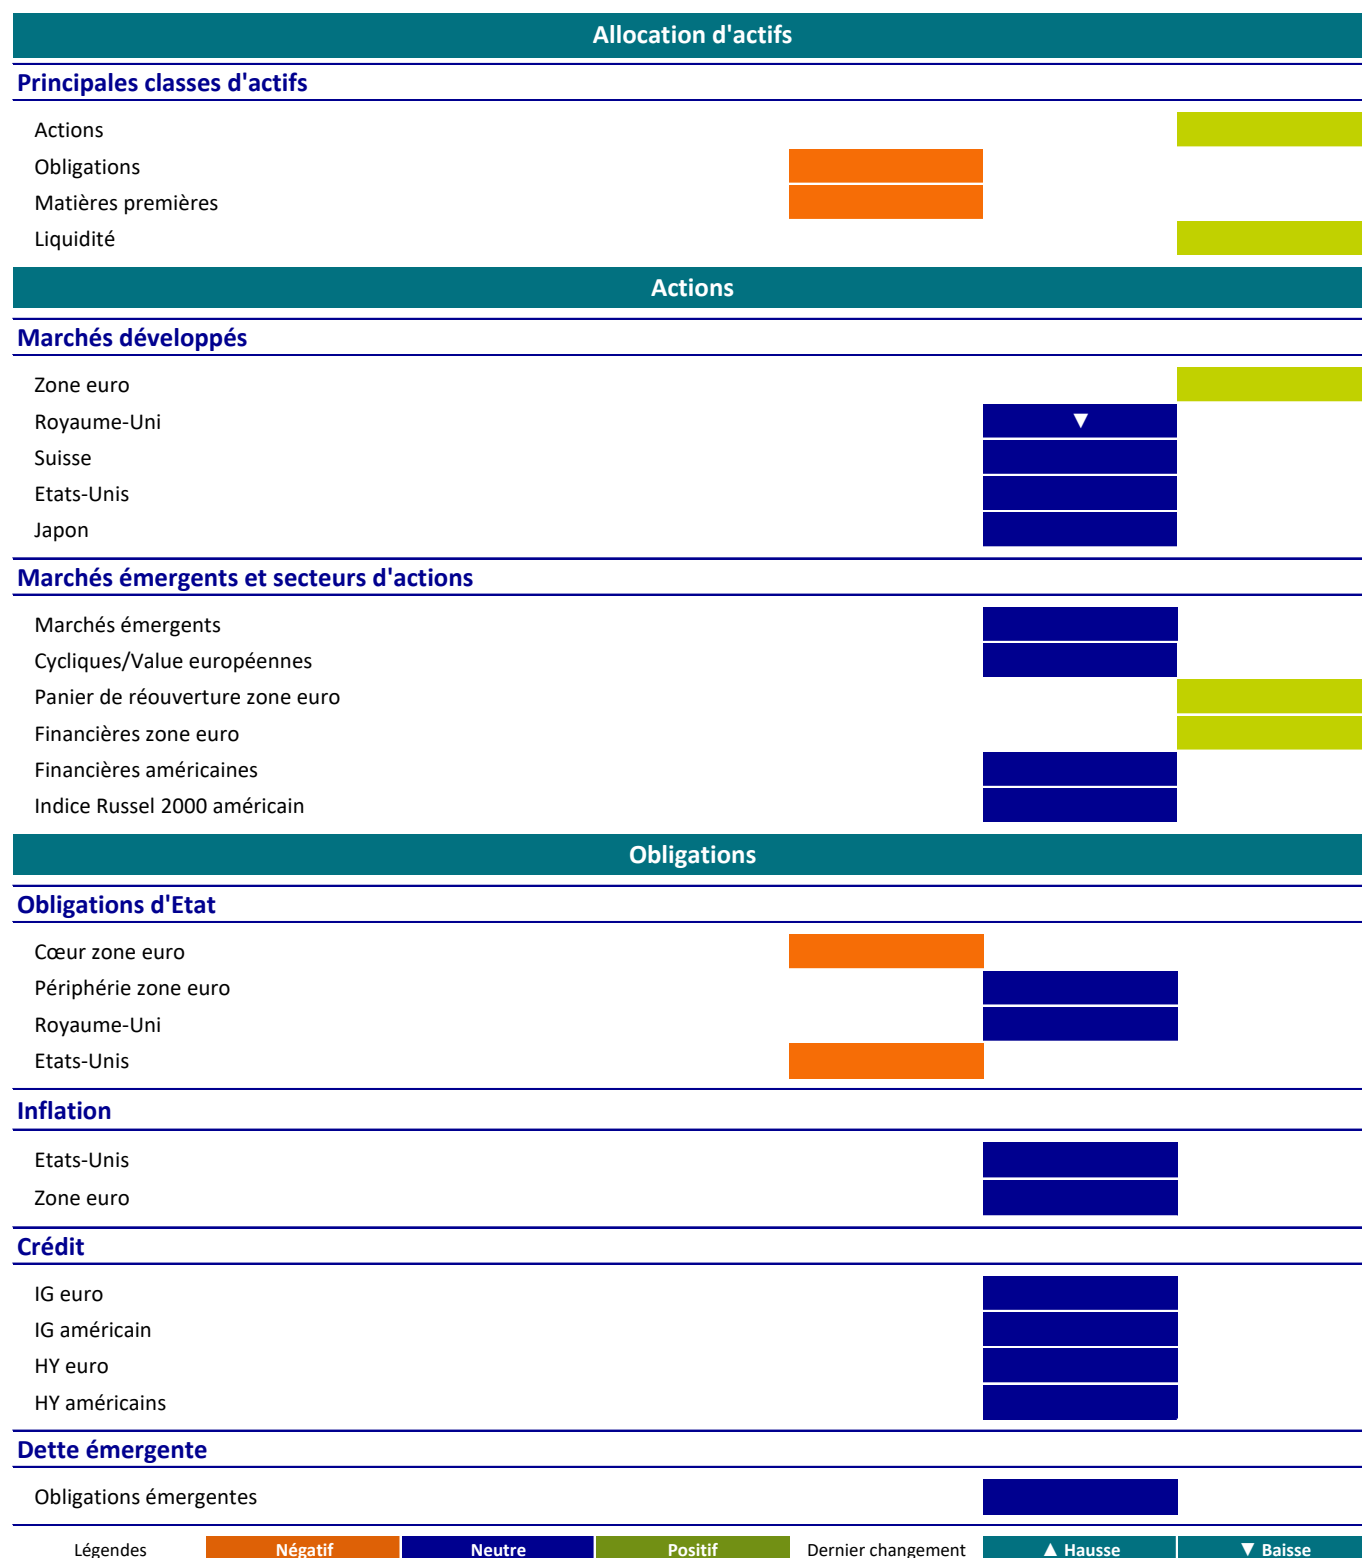 Allocation d'actifs
Principales classes d'actifs
Actions
Obligations
Matières premières
Liquidité
Actions
Marchés développés
Zone euro
Royaume-Uni ▼
Suisse
Etats-Unis
Japon
Marchés émergents et secteurs d'actions
Marchés émergents
Cycliques/Value européennes
Panier de réouverture zone euro
Financières zone euro
Financières américaines
Indice Russel 2000 américain
Obligations
Obligations d'Etat
Cœur zone euro
Périphérie zone euro
Royaume-Uni
Etats-Unis
Inflation
Etats-Unis
Zone euro
Crédit
IG euro
IG américain
HY euro
HY américains
Dette émergente
Obligations émergentes
Légendes Négatif Neutre Positif Dernier changement ▲ Hausse ▼ Baisse